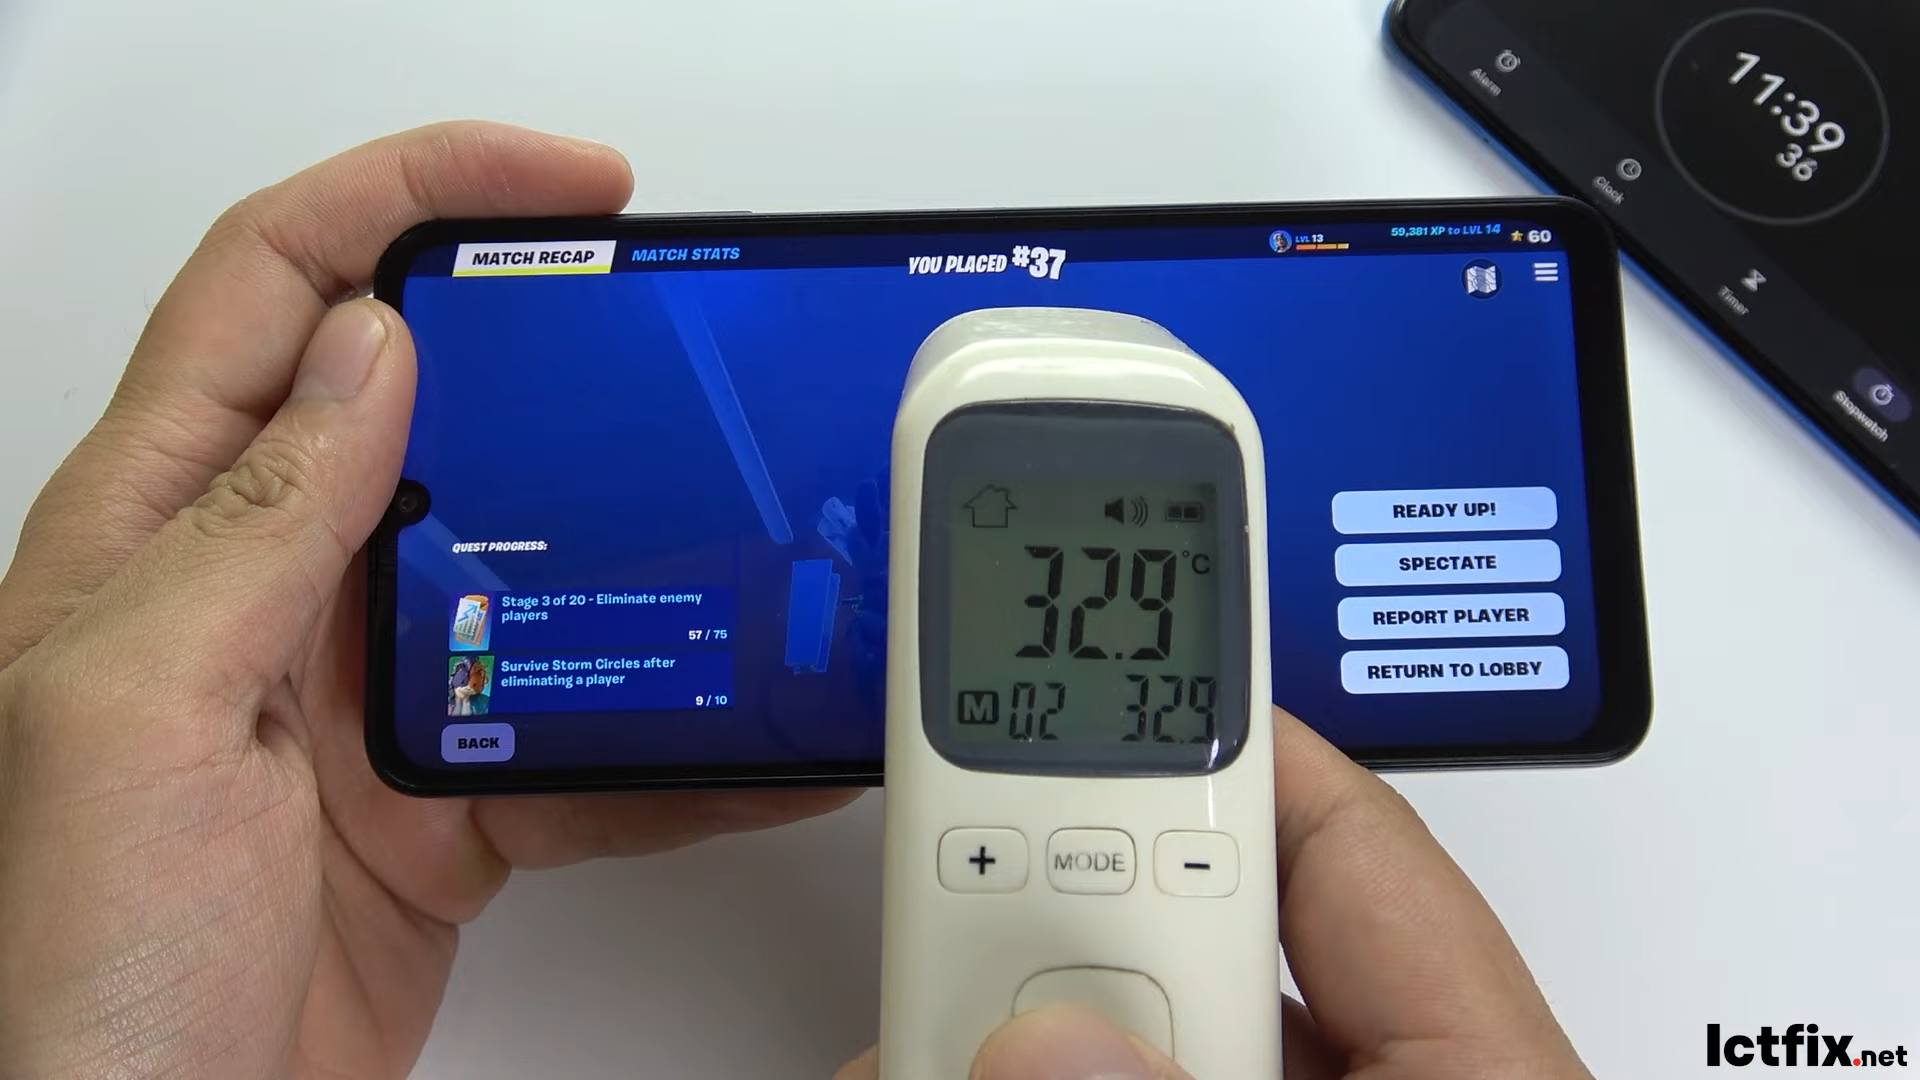 11:39
36
Alarm
Clock
Timer
Stopwatch
MATCH RECAP
MATCH STATS
YOU PLACED #37
LVL 13
59,381 XP to LVL 14
60
QUEST PROGRESS:
Stage 3 of 20 - Eliminate enemy
players
57 / 75
Survive Storm Circles after
eliminating a player
9 / 10
BACK
READY UP!
SPECTATE
REPORT PLAYER
RETURN TO LOBBY
32.9 °C
M 02 32.9
+ MODE -
Ictfix.net